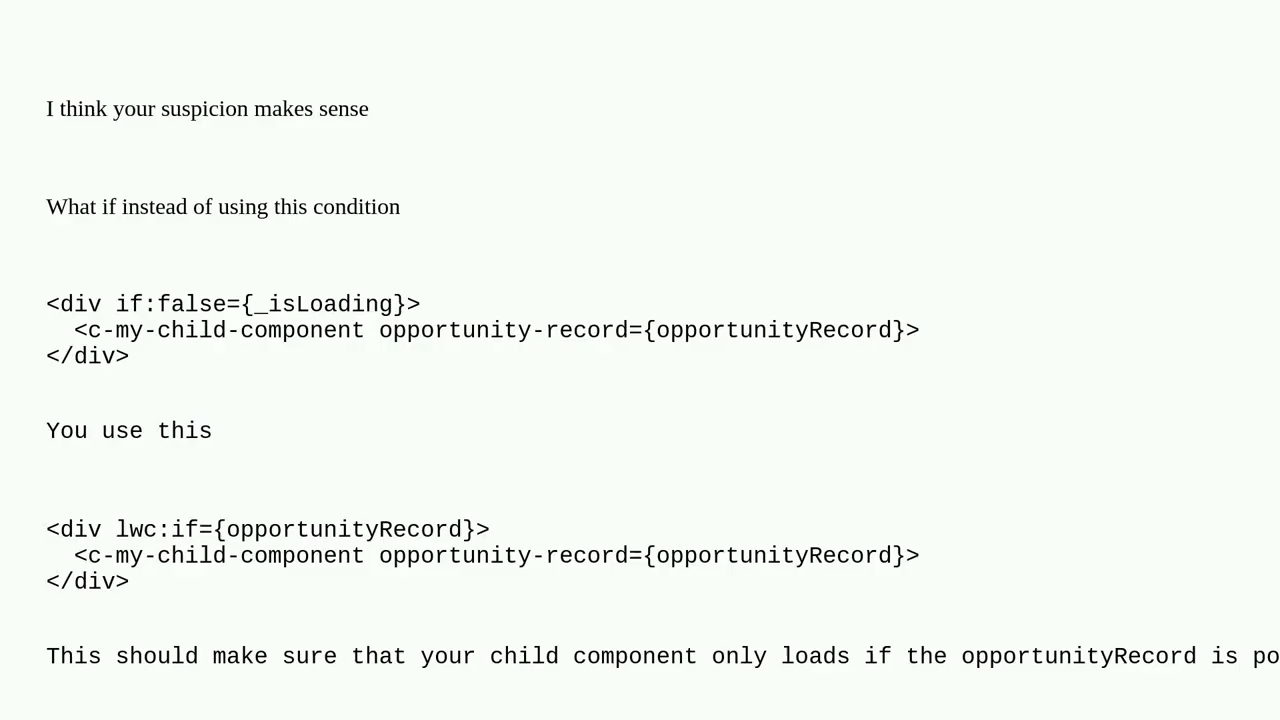 I think your suspicion makes sense
What if instead of using this condition
<div if:false={_isLoading}>
  <c-my-child-component opportunity-record={opportunityRecord}>
</div>
You use this
<div lwc:if={opportunityRecord}>
  <c-my-child-component opportunity-record={opportunityRecord}>
</div>
This should make sure that your child component only loads if the opportunityRecord is